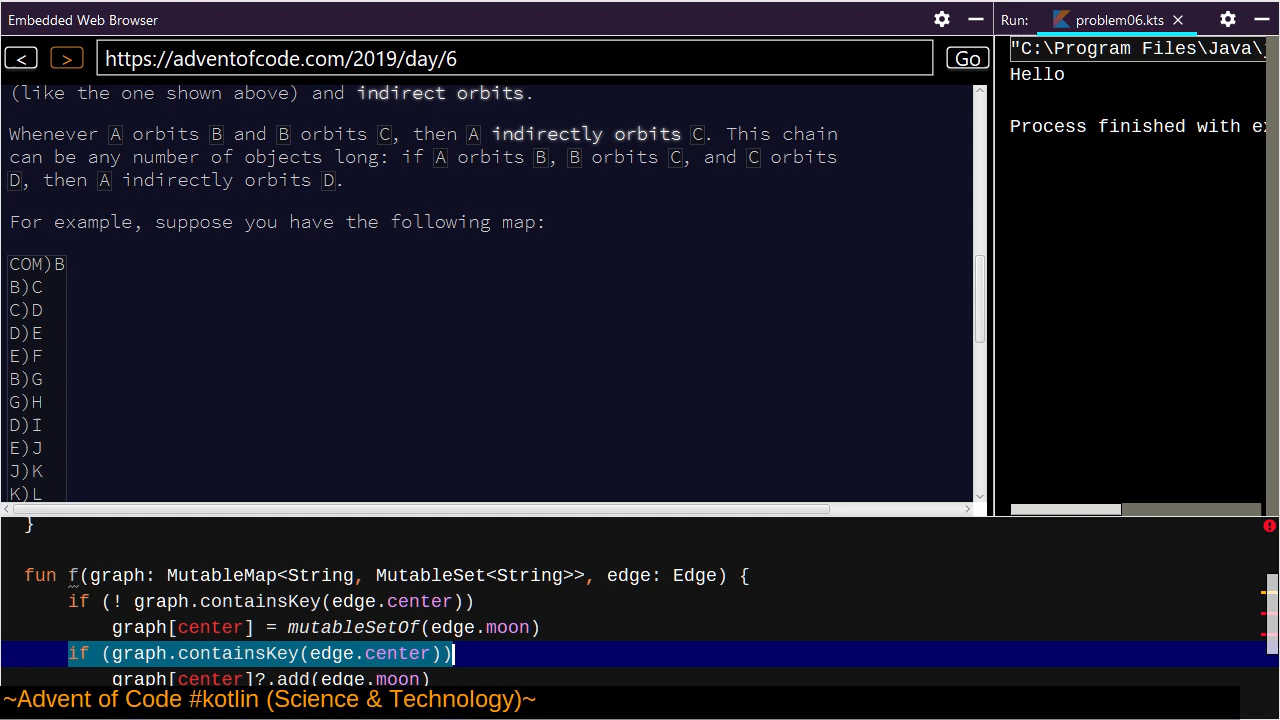 Embedded Web Browser
Run: problem06.kts
< > https://adventofcode.com/2019/day/6 Go
(like the one shown above) and indirect orbits.
Whenever A orbits B and B orbits C, then A indirectly orbits C. This chain
can be any number of objects long: if A orbits B, B orbits C, and C orbits
D, then A indirectly orbits D.
For example, suppose you have the following map:
COM)B
B)C
C)D
D)E
E)F
B)G
G)H
D)I
E)J
J)K
K)L
"C:\Program Files\Java\
Hello
Process finished with
}
fun f(graph: MutableMap<String, MutableSet<String>>, edge: Edge) {
if (! graph.containsKey(edge.center))
graph[center] = mutableSetOf(edge.moon)
if (graph.containsKey(edge.center))
graph[center]?.add(edge.moon)
~Advent of Code #kotlin (Science & Technology)~